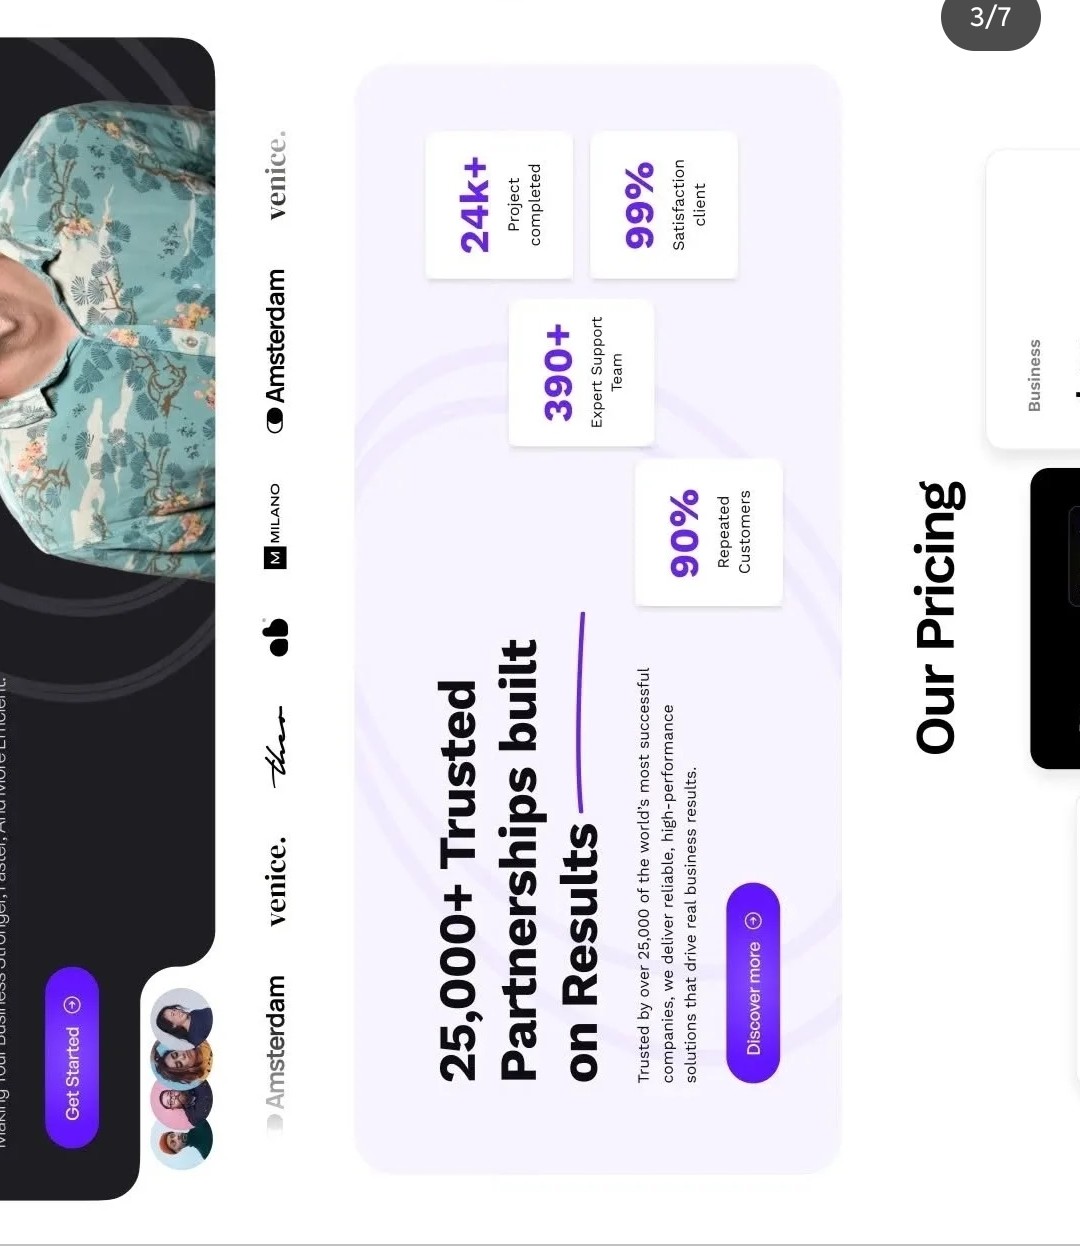 Making Your Business Stronger, Faster, And More Efficient.
Get Started
Amsterdam
venice.
theo
M MILANO
Amsterdam
venice.
25,000+ Trusted
Partnerships built
on Results
Trusted by over 25,000 of the world’s most successful
companies, we deliver reliable, high-performance
solutions that drive real business results.
Discover more
90%
Repeated
Customers
390+
Expert Support
Team
24k+
Project
completed
99%
Satisfaction
client
Our Pricing
Business
3/7